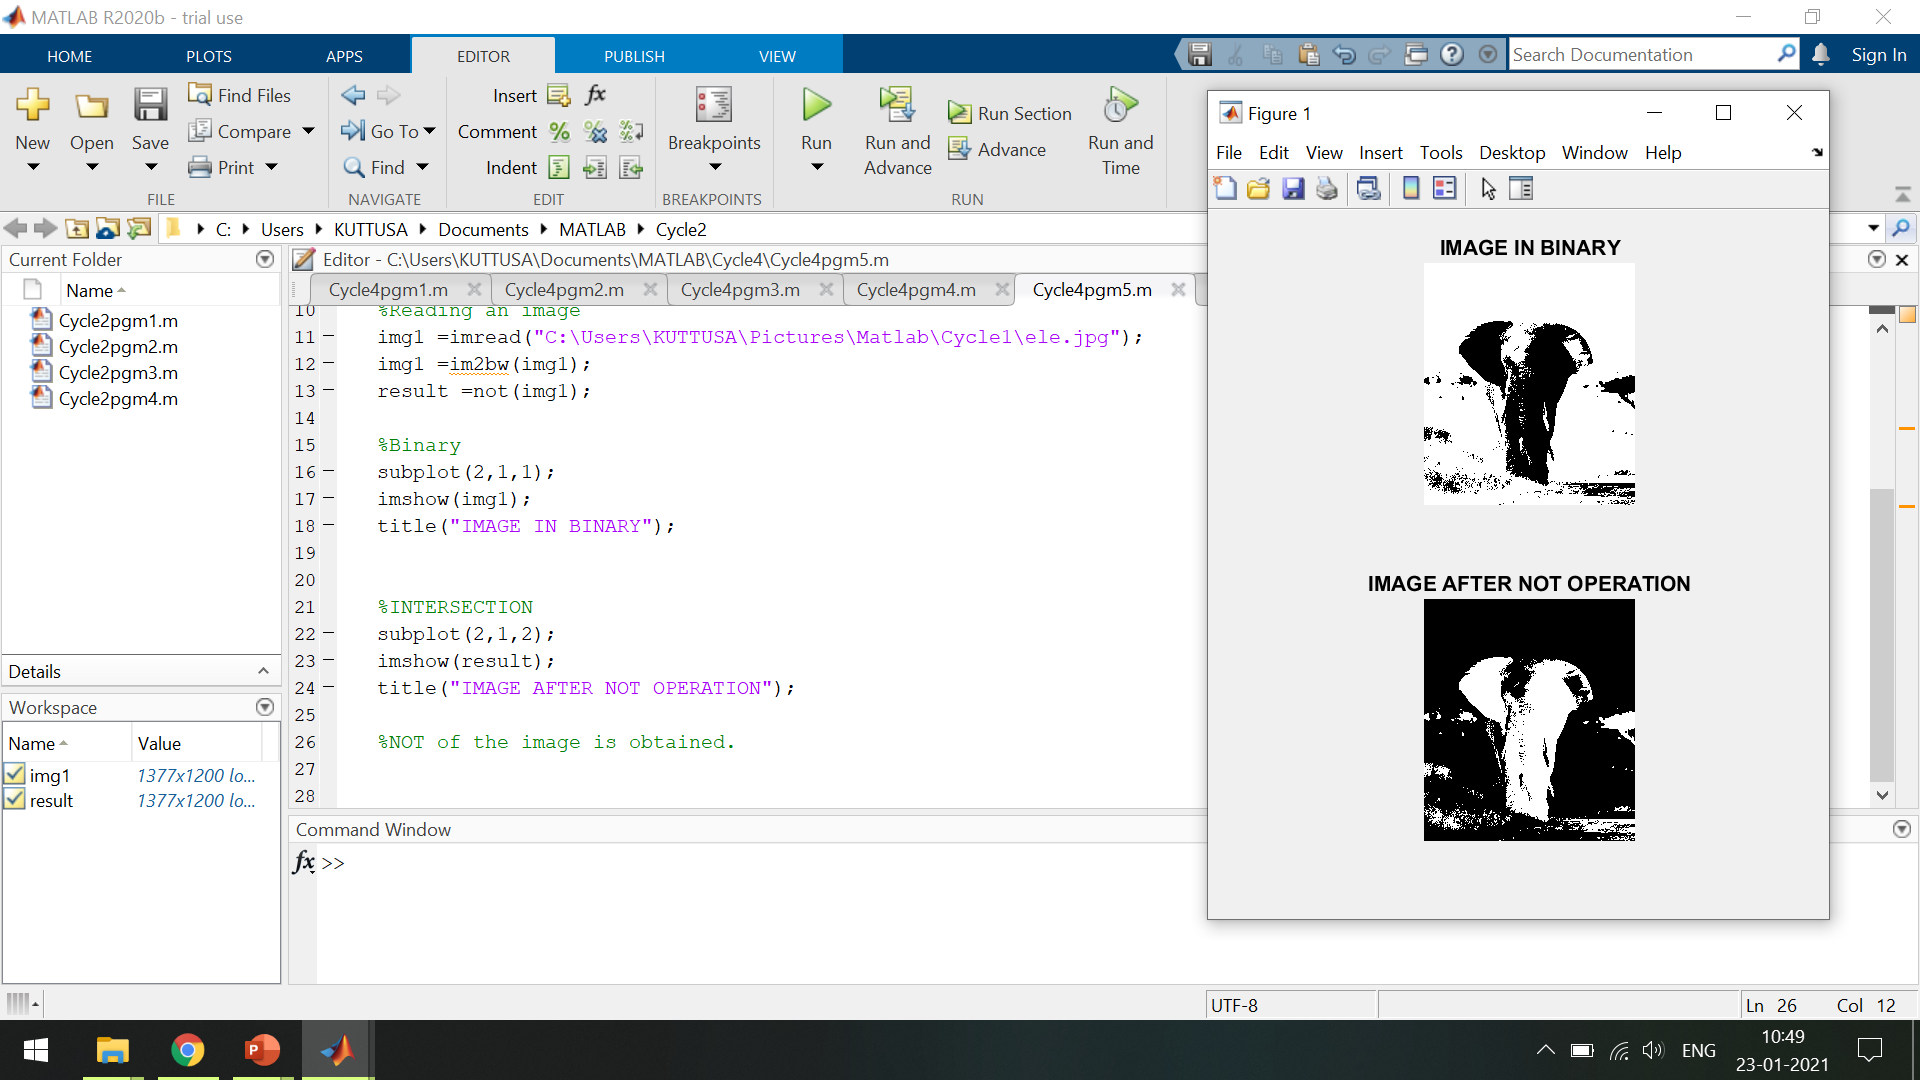 MATLAB R2020b - trial use
HOME PLOTS APPS EDITOR PUBLISH VIEW
Search Documentation
Sign In
New
Open
Save
Find Files
Compare
Print
FILE
Go To
Find
NAVIGATE
Insert
Comment
Indent
EDIT
Breakpoints
BREAKPOINTS
Run
Run and
Advance
Run Section
Advance
Run and
Time
RUN
C: Users KUTTUSA Documents MATLAB Cycle2
Current Folder
Name
Cycle2pgm1.m
Cycle2pgm2.m
Cycle2pgm3.m
Cycle2pgm4.m
Details
Workspace
Name Value
img1 1377x1200 lo...
result 1377x1200 lo...
Editor - C:\Users\KUTTUSA\Documents\MATLAB\Cycle4\Cycle4pgm5.m
Cycle4pgm1.m Cycle4pgm2.m Cycle4pgm3.m Cycle4pgm4.m Cycle4pgm5.m
10 %Reading an image
11 img1 =imread("C:\Users\KUTTUSA\Pictures\Matlab\Cycle1\ele.jpg");
12 img1 =im2bw(img1);
13 result =not(img1);
14
15 %Binary
16 subplot(2,1,1);
17 imshow(img1);
18 title("IMAGE IN BINARY");
19
20
21 %INTERSECTION
22 subplot(2,1,2);
23 imshow(result);
24 title("IMAGE AFTER NOT OPERATION");
25
26 %NOT of the image is obtained.
27
28
Command Window
fx >>
Figure 1
File Edit View Insert Tools Desktop Window Help
IMAGE IN BINARY
IMAGE AFTER NOT OPERATION
UTF-8
Ln 26 Col 12
ENG
10:49
23-01-2021